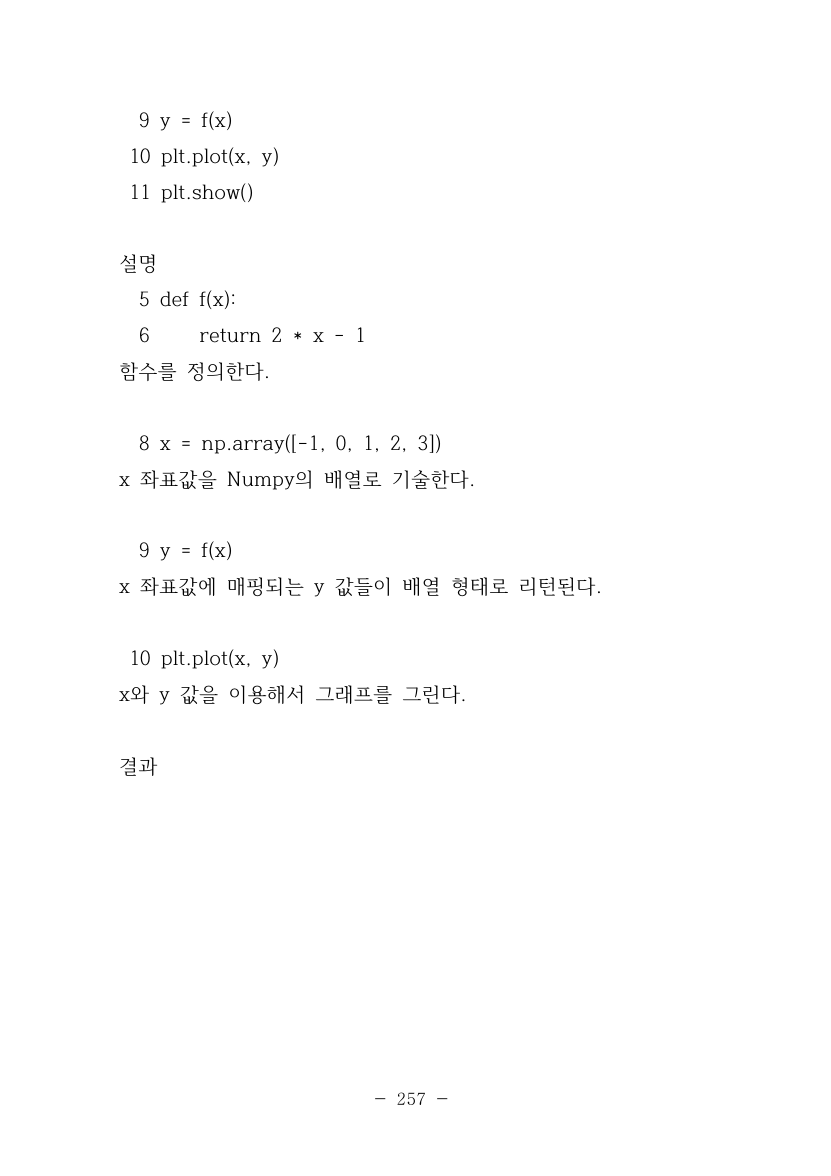 9 y = f(x)
10 plt.plot(x, y)
11 plt.show()
설명
5 def f(x):
6     return 2 * x - 1
함수를 정의한다.
8 x = np.array([-1, 0, 1, 2, 3])
x 좌표값을 Numpy의 배열로 기술한다.
9 y = f(x)
x 좌표값에 매핑되는 y 값들이 배열 형태로 리턴된다.
10 plt.plot(x, y)
x와 y 값을 이용해서 그래프를 그린다.
결과
- 257 -